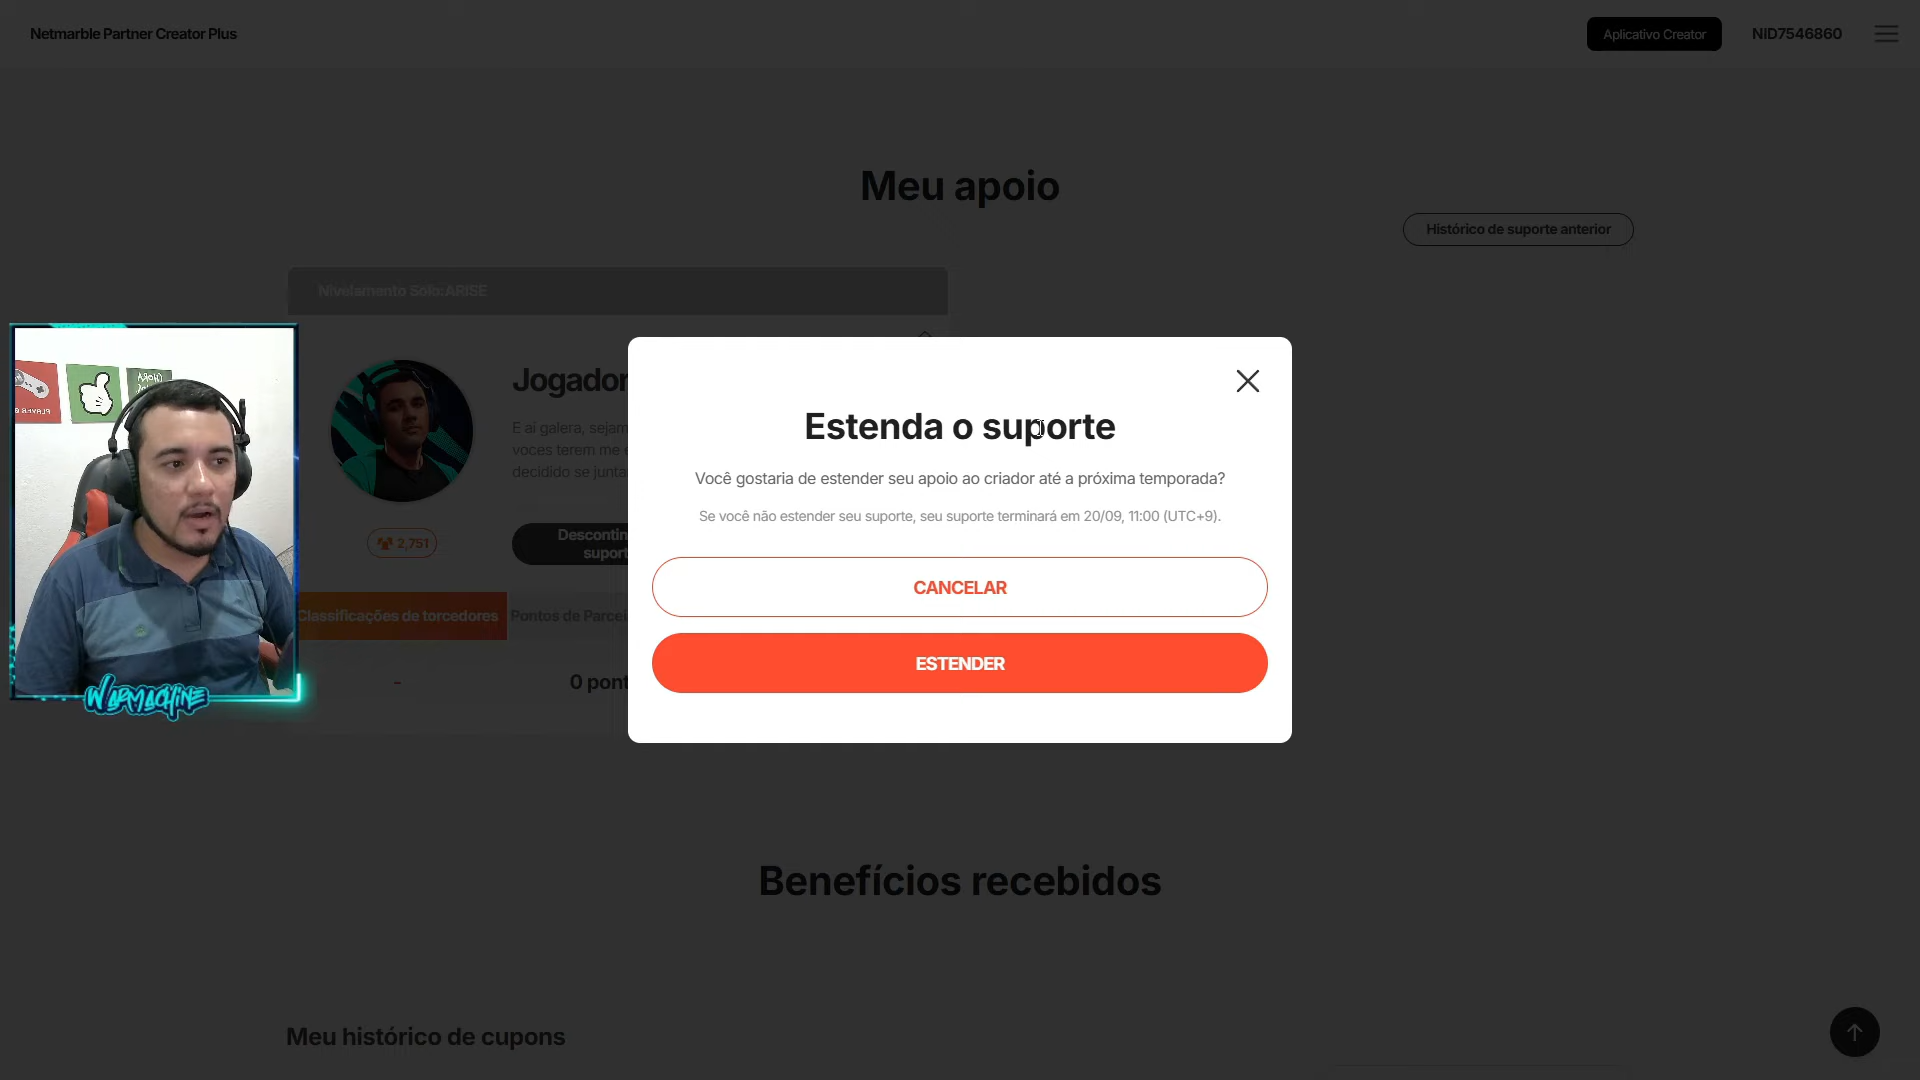 Netmarble Partner Creator Plus
Aplicativo Creator
NID7546860
Meu apoio
Histórico de suporte anterior
Nivelamento Solo:ARISE
Jogador
E aí galera, sejam
voces terem me
decidido se junta
2,751
Descontin
suport
Classificações de torcedores
Pontos de Parcei
-
0 pont
Estenda o suporte
Você gostaria de estender seu apoio ao criador até a próxima temporada?
Se você não estender seu suporte, seu suporte terminará em 20/09, 11:00 (UTC+9).
CANCELAR
ESTENDER
WARMACHINE
Benefícios recebidos
Meu histórico de cupons